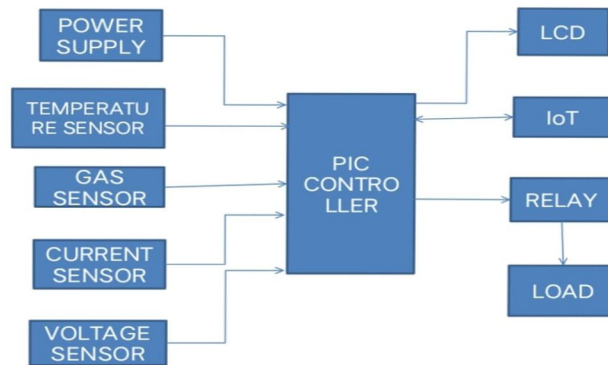 POWER
SUPPLY
TEMPERATU
RE SENSOR
GAS
SENSOR
CURRENT
SENSOR
VOLTAGE
SENSOR
PIC
CONTRO
LLER
LCD
IoT
RELAY
LOAD